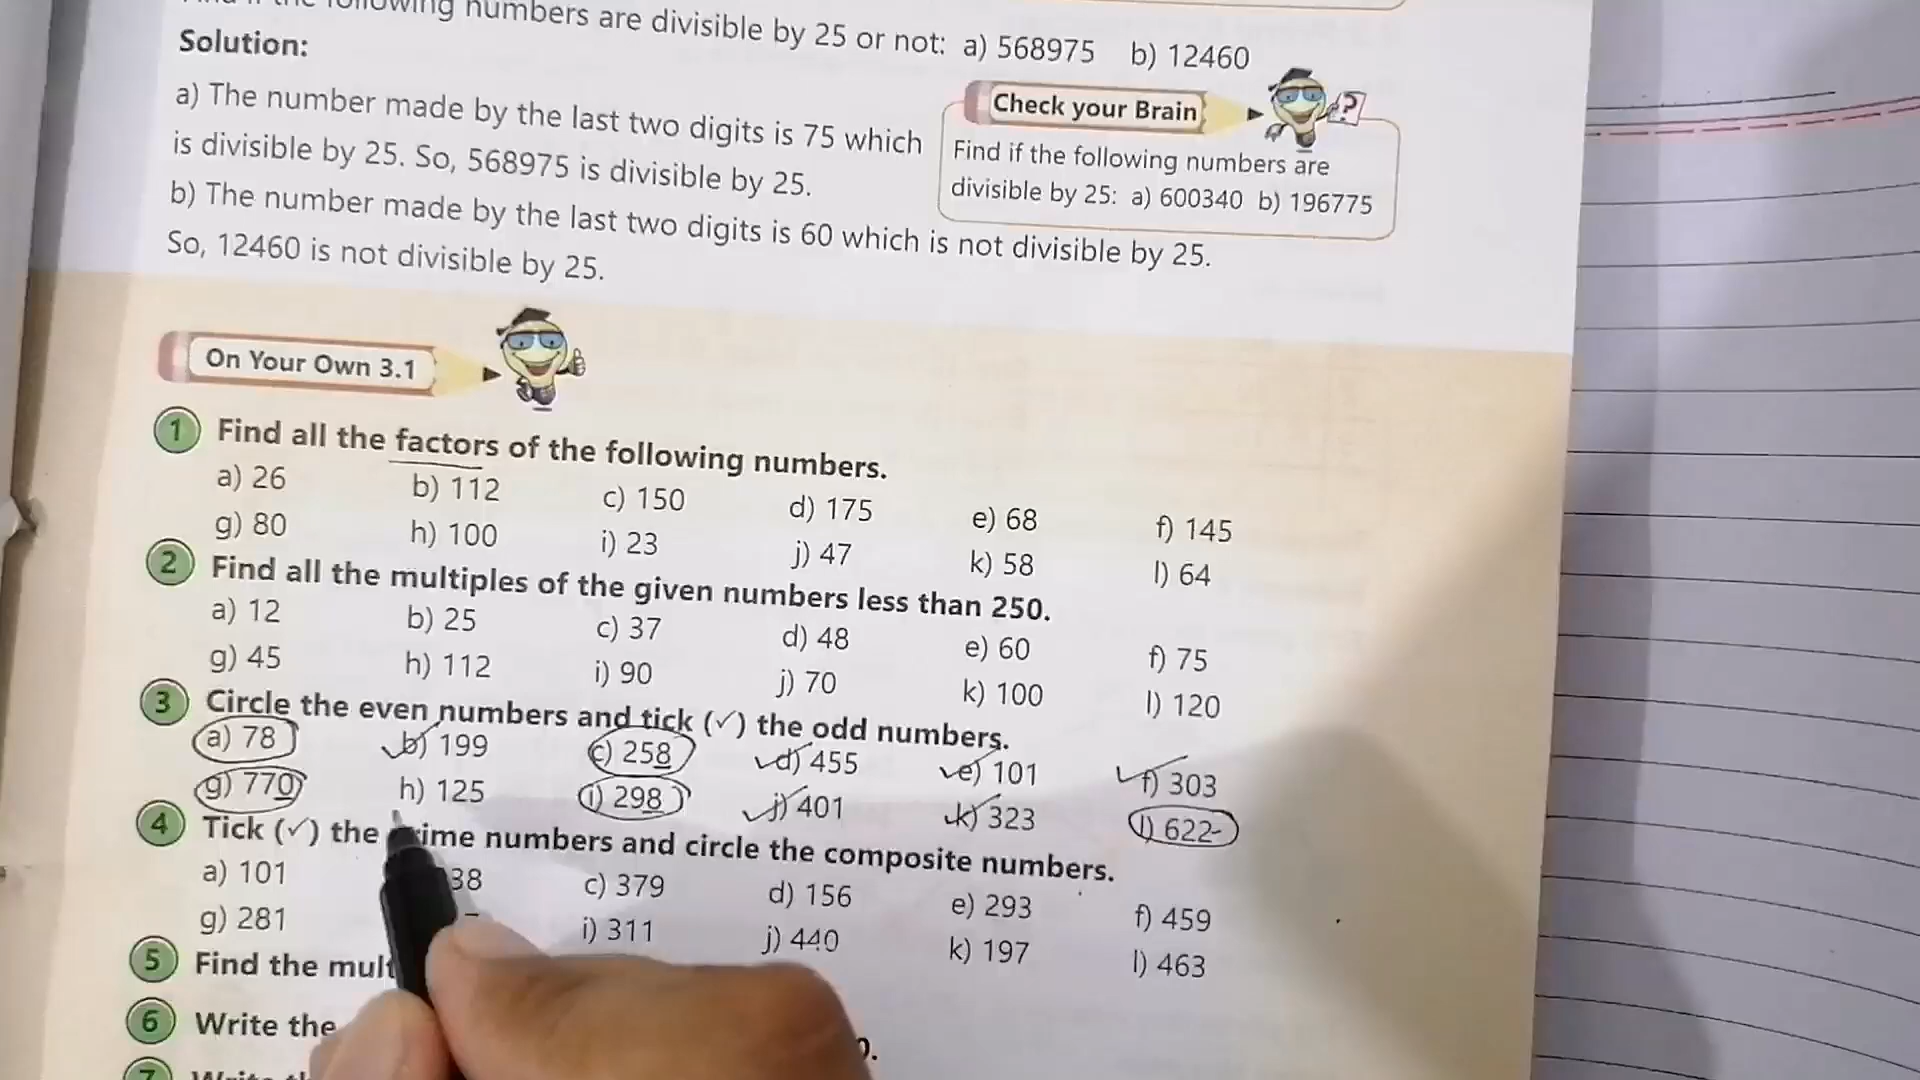 following numbers are divisible by 25 or not: a) 568975 b) 12460
Solution:
a) The number made by the last two digits is 75 which
is divisible by 25. So, 568975 is divisible by 25.
b) The number made by the last two digits is 60 which is not divisible by 25.
So, 12460 is not divisible by 25.
Check your Brain
?
Find if the following numbers are
divisible by 25: a) 600340 b) 196775
On Your Own 3.1
1 Find all the factors of the following numbers.
a) 26 b) 112 c) 150 d) 175 e) 68 f) 145
g) 80 h) 100 i) 23 j) 47 k) 58 l) 64
2 Find all the multiples of the given numbers less than 250.
a) 12 b) 25 c) 37 d) 48 e) 60 f) 75
g) 45 h) 112 i) 90 j) 70 k) 100 l) 120
3 Circle the even numbers and tick (✓) the odd numbers.
a) 78 b) 199 c) 258 d) 455 e) 101 f) 303
g) 770 h) 125 i) 298 j) 401 k) 323 l) 622
4 Tick (✓) the prime numbers and circle the composite numbers.
a) 101 38 c) 379 d) 156 e) 293 f) 459
g) 281 i) 311 j) 440 k) 197 l) 463
5 Find the
6 Write the
7